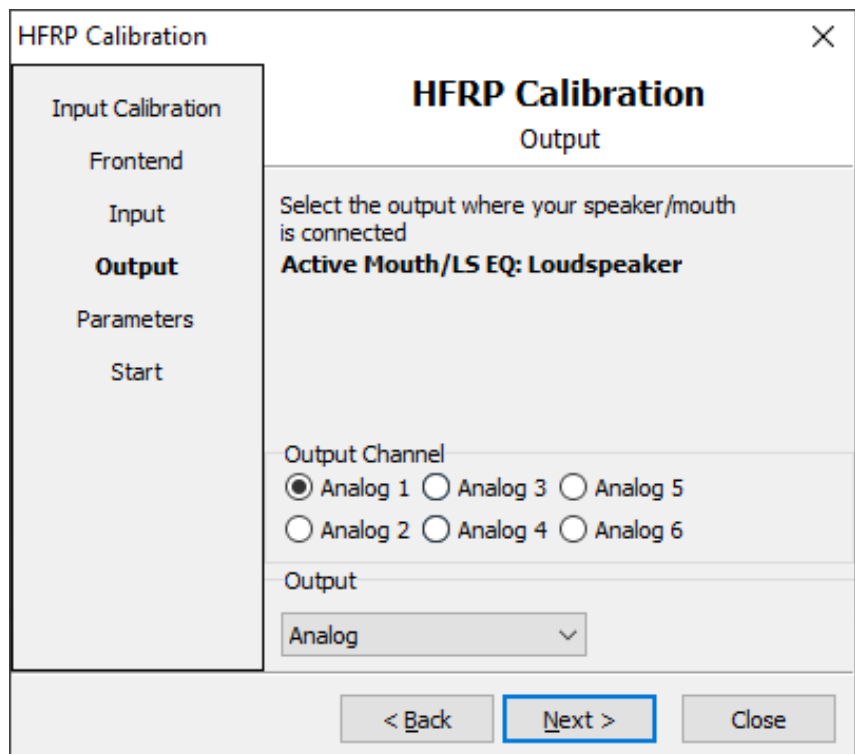 HFRP Calibration
Input Calibration
Frontend
Input
Output
Parameters
Start
HFRP Calibration
Output
Select the output where your speaker/mouth
is connected
Active Mouth/LS EQ: Loudspeaker
Output Channel
Analog 1 Analog 3 Analog 5
Analog 2 Analog 4 Analog 6
Output
Analog
< Back Next > Close